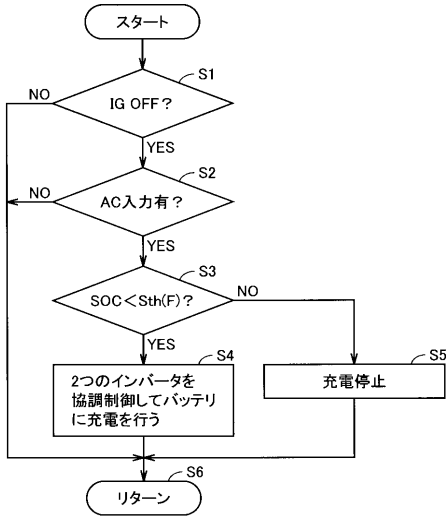 スタート
S1
IG OFF?
NO
YES
S2
AC入力有?
NO
YES
S3
SOC<Sth(F)?
NO
YES
S4
2つのインバータを
協調制御してバッテリ
に充電を行う
S5
充電停止
S6
リターン